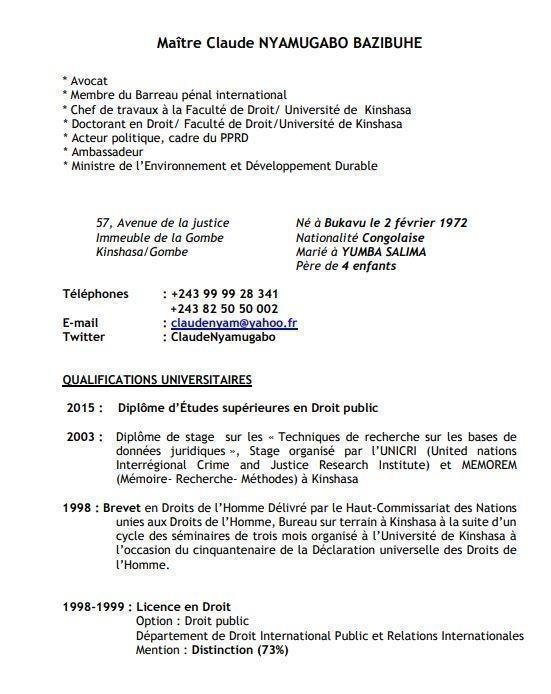 Maître Claude NYAMUGABO BAZIBUHE
* Avocat
* Membre du Barreau pénal international
* Chef de travaux à la Faculté de Droit/ Université de Kinshasa
* Doctorant en Droit/ Faculté de Droit/Université de Kinshasa
* Acteur politique, cadre du PPRD
* Ambassadeur
* Ministre de l’Environnement et Développement Durable
57, Avenue de la justice
Immeuble de la Gombe
Kinshasa/Gombe
Né à Bukavu le 2 février 1972
Nationalité Congolaise
Marié à YUMBA SALIMA
Père de 4 enfants
Téléphones : +243 99 99 28 341
+243 82 50 50 002
E-mail : claudenyam@yahoo.fr
Twitter : ClaudeNyamugabo
QUALIFICATIONS UNIVERSITAIRES
2015 : Diplôme d’Études supérieures en Droit public
2003 : Diplôme de stage sur les « Techniques de recherche sur les bases de
données juridiques », Stage organisé par l’UNICRI (United nations
Interrégional Crime and Justice Research Institute) et MEMOREM
(Mémoire- Recherche- Méthodes) à Kinshasa
1998 : Brevet en Droits de l’Homme Délivré par le Haut-Commissariat des Nations
unies aux Droits de l’Homme, Bureau sur terrain à Kinshasa à la suite d’un
cycle des séminaires de trois mois organisé à l’Université de Kinshasa à
l’occasion du cinquantenaire de la Déclaration universelle des Droits de
l’Homme.
1998-1999 : Licence en Droit
Option : Droit public
Département de Droit International Public et Relations Internationales
Mention : Distinction (73%)